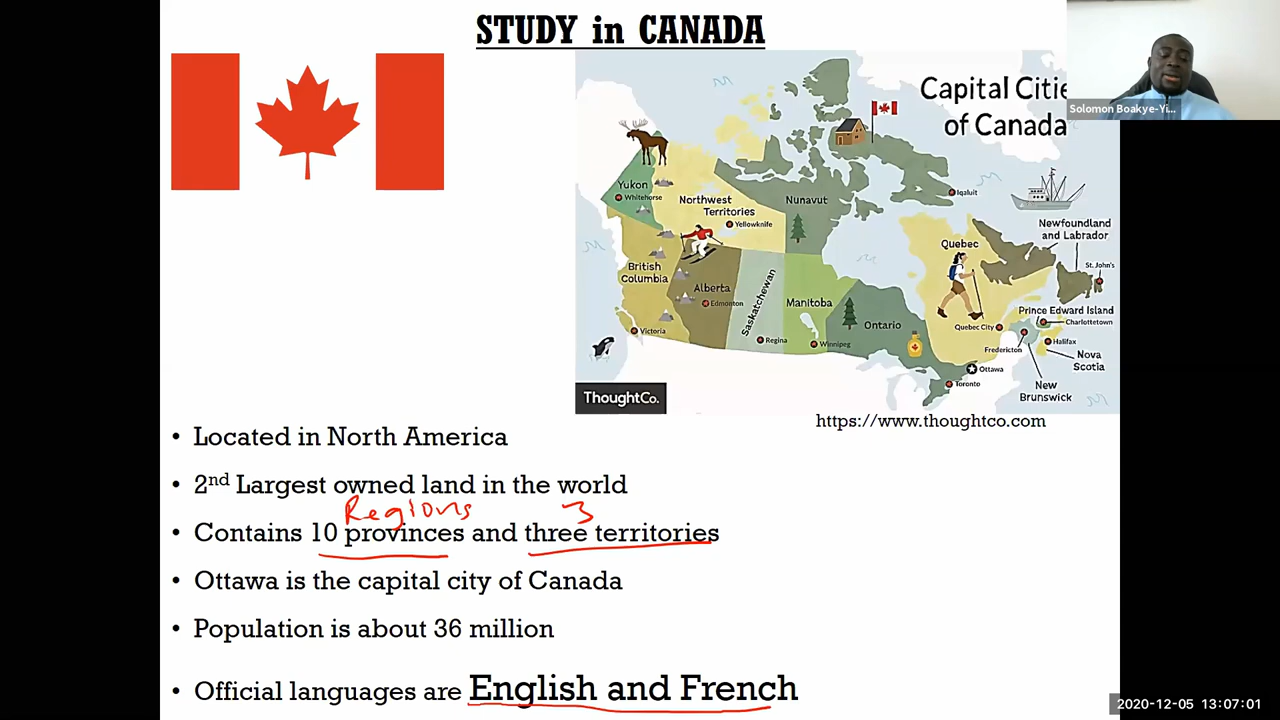 STUDY in CANADA
Solomon Boakye-Yi...
Capital Citie
of Canada
Yukon
Whitehorse
Northwest
Territories
Yellowknife
Nunavut
Iqaluit
Newfoundland
and Labrador
St. John's
Quebec
British
Columbia
Alberta
Edmonton
Saskatchewan
Manitoba
Ontario
Prince Edward Island
Charlottetown
Quebec City
Victoria
Regina
Winnipeg
Fredericton
Halifax
Nova
Scotia
Ottawa
Toronto
New
Brunswick
ThoughtCo.
https://www.thoughtco.com
• Located in North America
• 2nd Largest owned land in the world
Regions 3
• Contains 10 provinces and three territories
• Ottawa is the capital city of Canada
• Population is about 36 million
• Official languages are English and French
2020-12-05 13:07:01